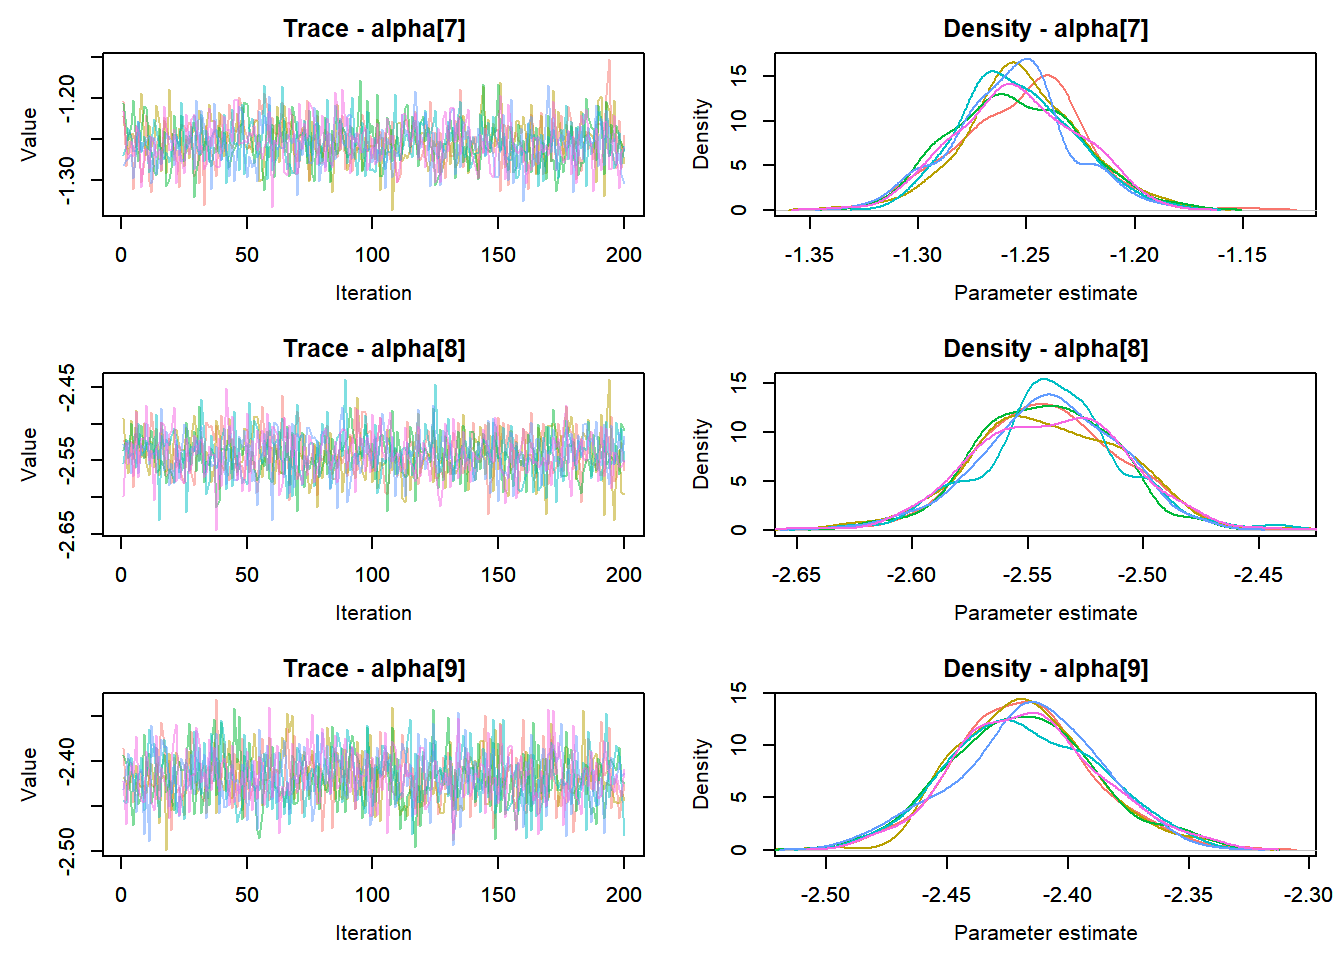 Trace - alpha[7]
Value
-1.20
-1.30
0 50 100 150 200
Iteration
Density - alpha[7]
Density
15
10
5
0
-1.35 -1.30 -1.25 -1.20 -1.15
Parameter estimate
Trace - alpha[8]
Value
-2.45
-2.55
-2.65
0 50 100 150 200
Iteration
Density - alpha[8]
Density
15
10
5
0
-2.65 -2.60 -2.55 -2.50 -2.45
Parameter estimate
Trace - alpha[9]
Value
-2.40
-2.50
0 50 100 150 200
Iteration
Density - alpha[9]
Density
15
10
5
0
-2.50 -2.45 -2.40 -2.35 -2.30
Parameter estimate